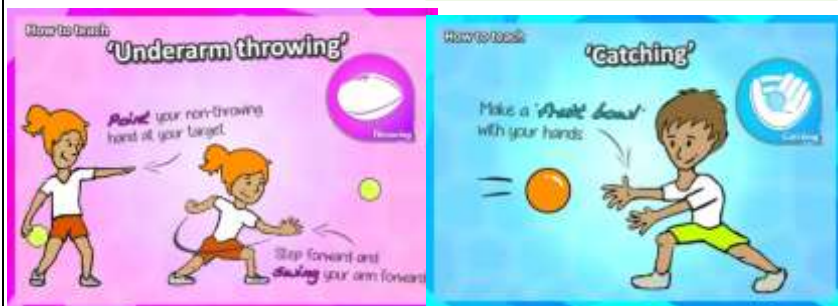 How to teach
'Underarm throwing'
Point your non-throwing
hand at your target
Throwing
Step forward and
swing your arm forward
How to teach
'Catching'
Make a 'fruit bowl'
with your hands
Catching